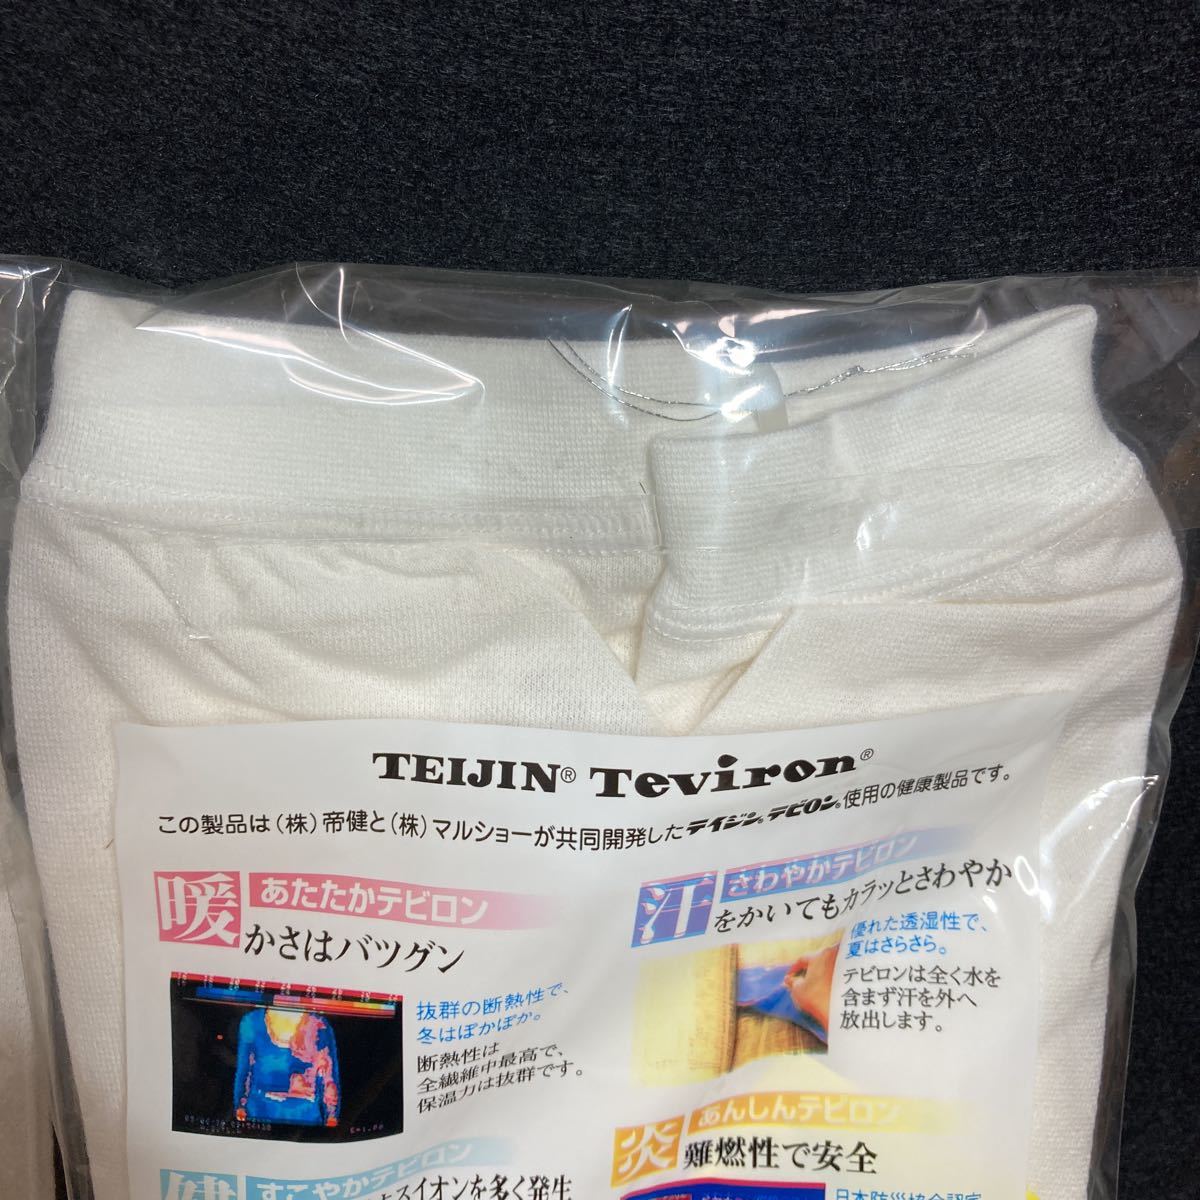 TEIJIN® Teviron®
この製品は(株)帝健と(株)マルショーが共同開発したテイジン®テビロン®使用の健康製品です。
暖 あたたかテビロン
かさはバツグン
抜群の断熱性で、
冬はぽかぽか。
断熱性は
全繊維中最高で、
保温力は抜群です。
汗 さわやかテビロン
をかいてもカラッとさわやか
優れた透湿性で、
夏はさらさら。
テビロンは全く水を
含まず汗を外へ
放出します。
健 すこやかテビロン
イオンを多く発生
炎 あんしんテビロン
難燃性で安全
日本防災協会認定